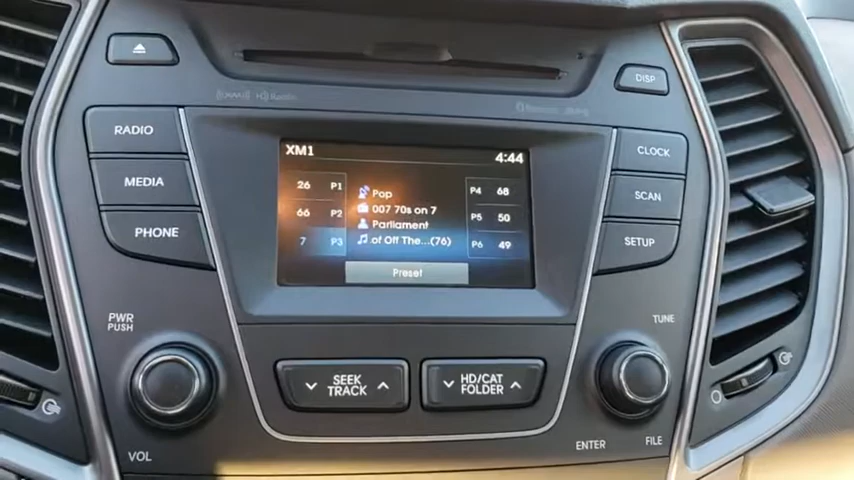 DISP
HD Radio
RADIO
MEDIA
PHONE
XM1
4:44
26 P1
66 P2
7 P3
Pop
007 70s on 7
Parliament
of Off The...(76)
P4 68
P5 50
P6 49
Preset
CLOCK
SCAN
SETUP
PWR
PUSH
VOL
SEEK
TRACK
HD/CAT
FOLDER
TUNE
ENTER
FILE